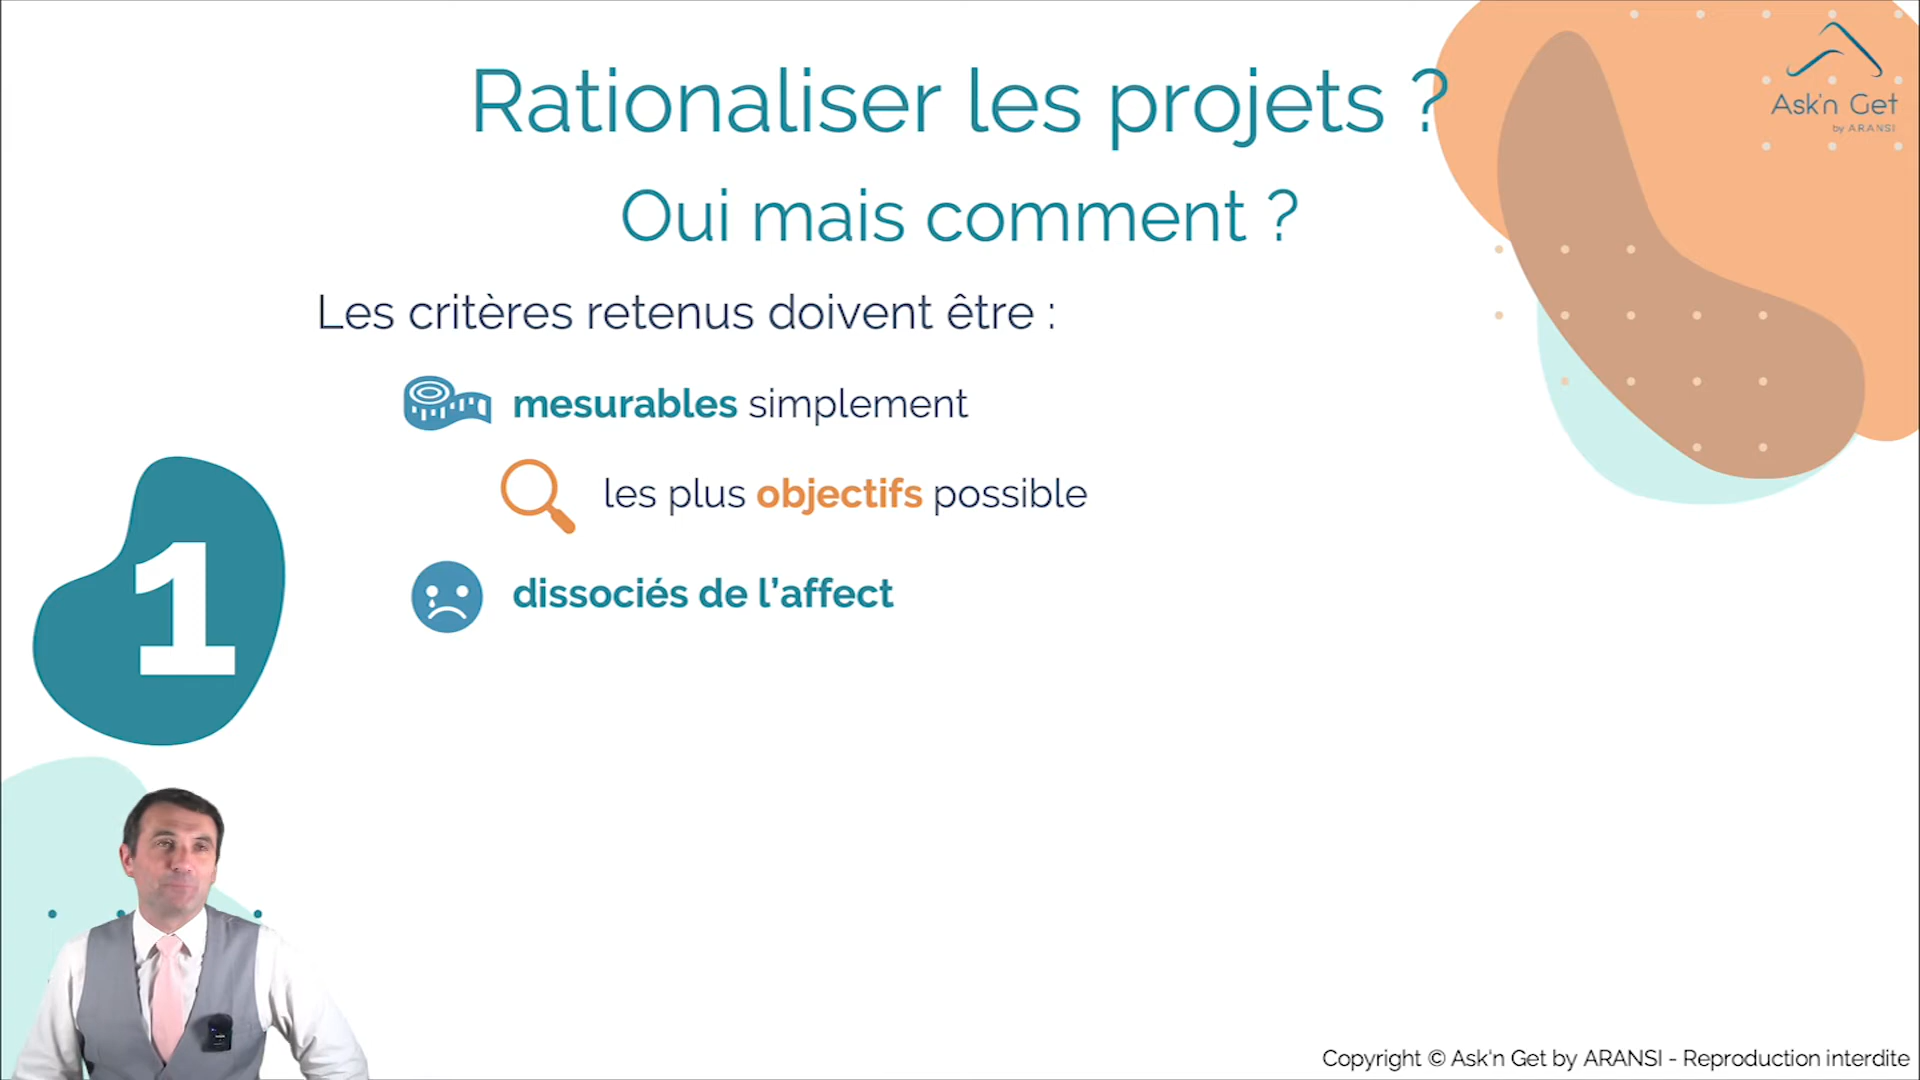 Rationaliser les projets ?
Ask'n Get
by ARANSI
Oui mais comment ?
Les critères retenus doivent être :
mesurables simplement
les plus objectifs possible
dissociés de l’affect
1
Copyright © Ask'n Get by ARANSI - Reproduction interdite